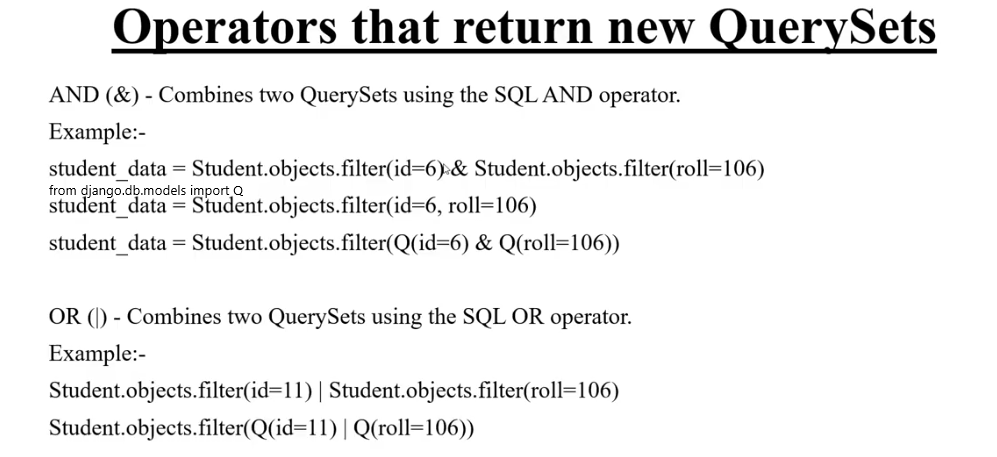 Operators that return new QuerySets
AND (&) - Combines two QuerySets using the SQL AND operator.
Example:-
student_data = Student.objects.filter(id=6) & Student.objects.filter(roll=106)
from django.db.models import Q
student_data = Student.objects.filter(id=6, roll=106)
student_data = Student.objects.filter(Q(id=6) & Q(roll=106))
OR (|) - Combines two QuerySets using the SQL OR operator.
Example:-
Student.objects.filter(id=11) | Student.objects.filter(roll=106)
Student.objects.filter(Q(id=11) | Q(roll=106))